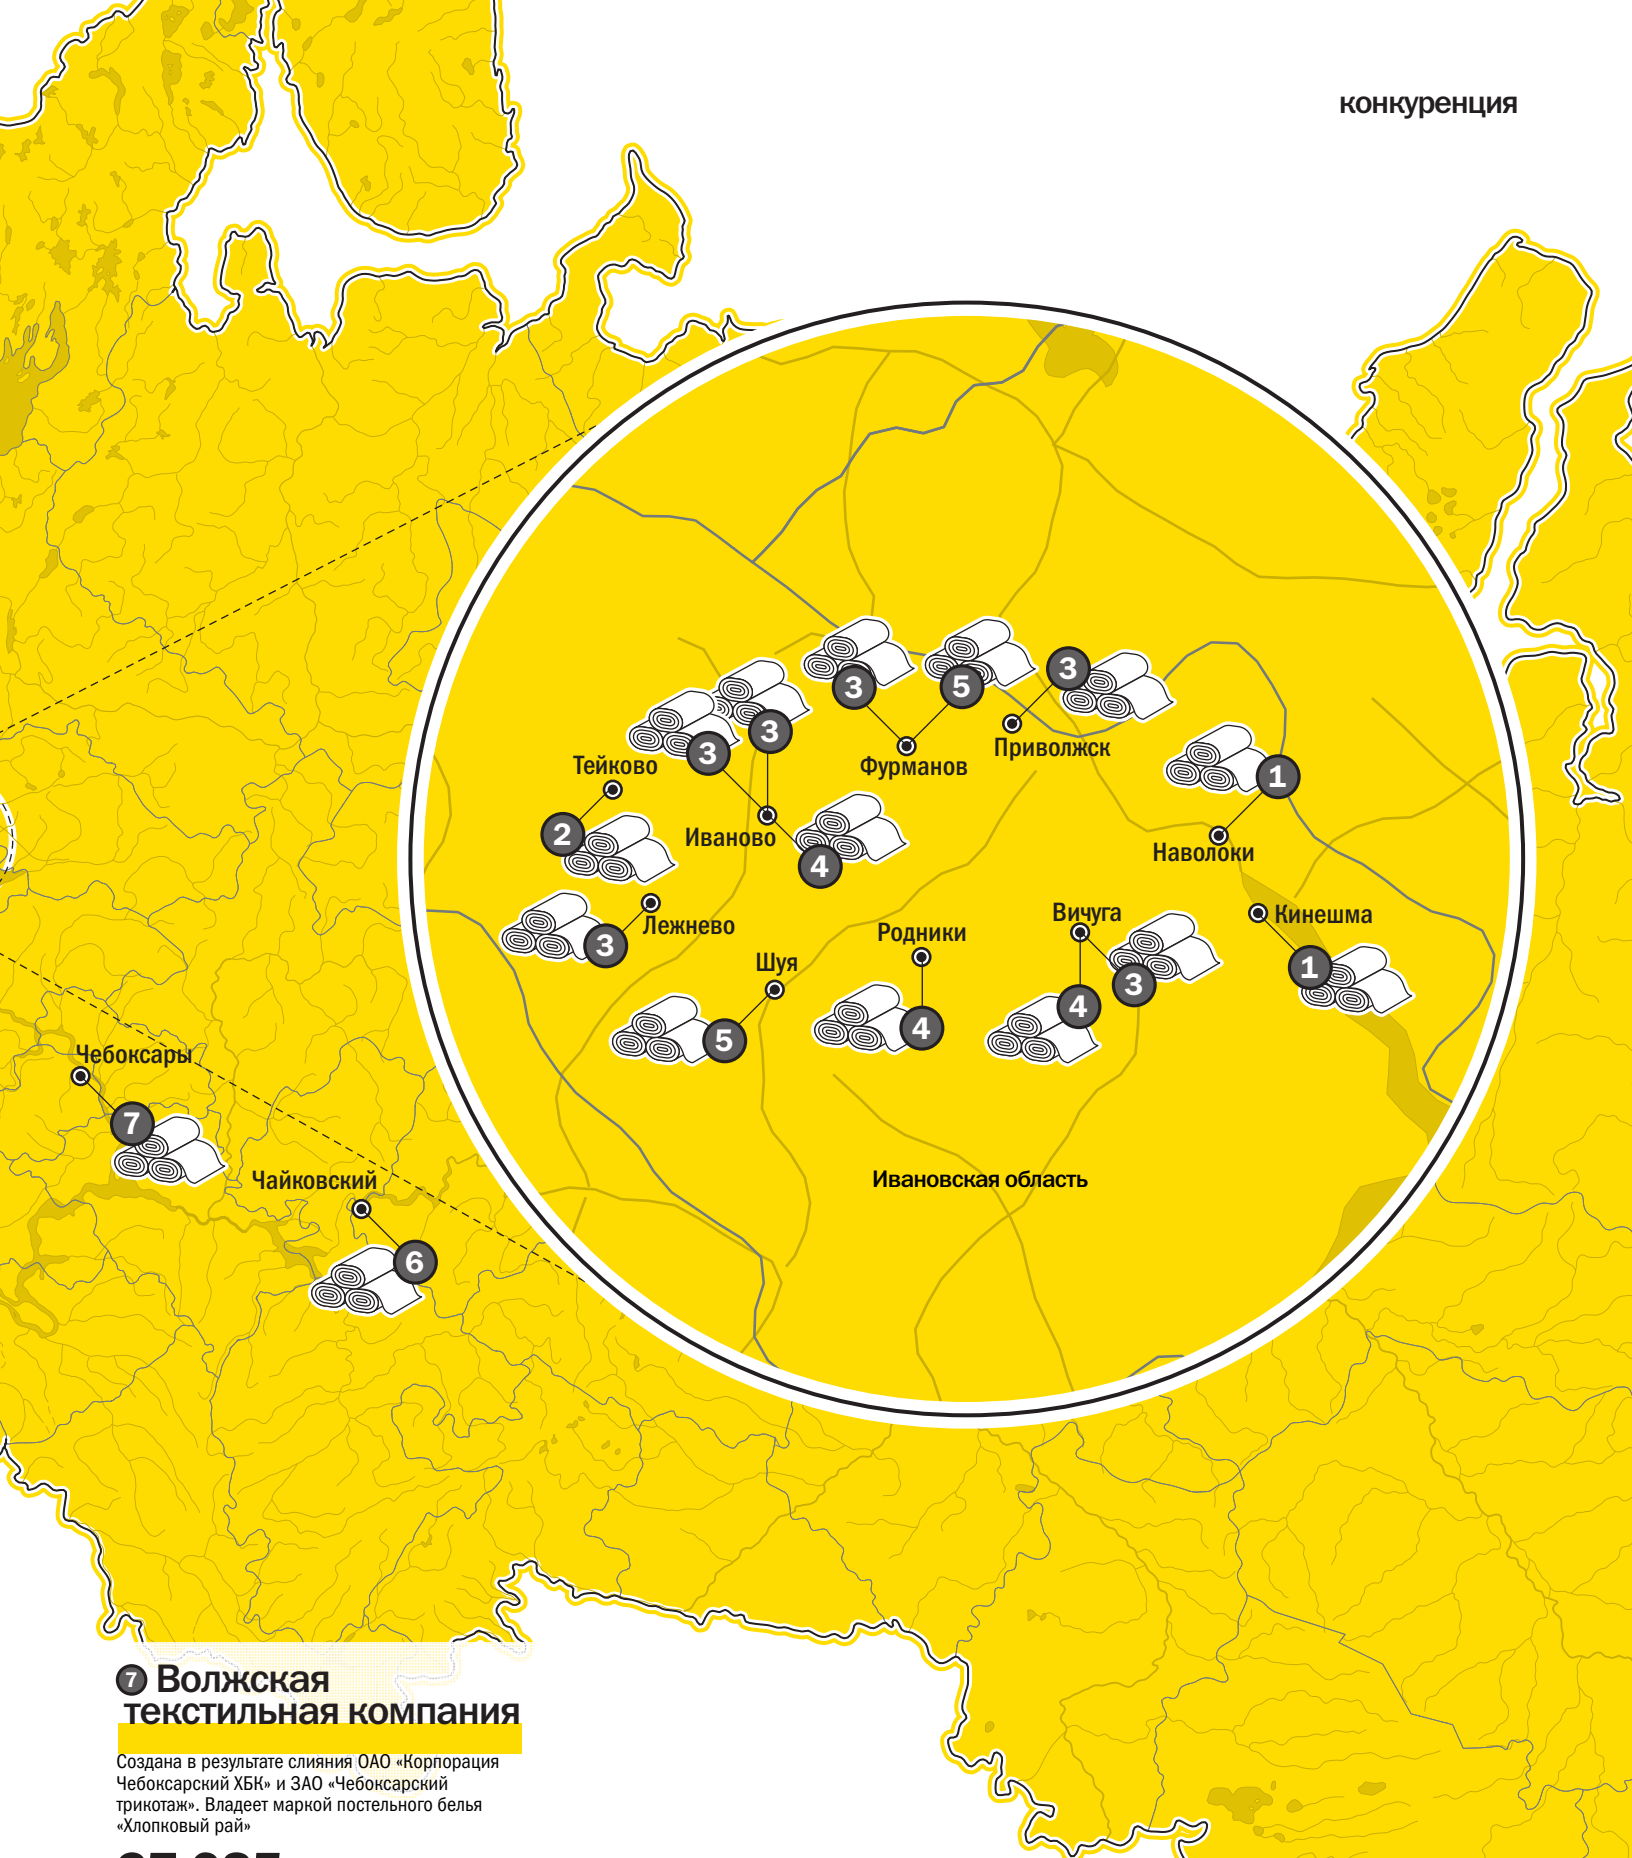 конкуренция
3
5
3
3
3
Приволжск
Фурманов
Тейково
1
2
Иваново
4
Наволоки
Лежнево
3
Вичуга
Кинешма
Родники
Шуя
1
3
4
5
4
Чебоксары
7
Чайковский
Ивановская область
6
7 Волжская
текстильная компания
Создана в результате слияния ОАО «Корпорация
Чебоксарский ХБК» и ЗАО «Чебоксарский
трикотаж». Владеет маркой постельного белья
«Хлопковый рай»